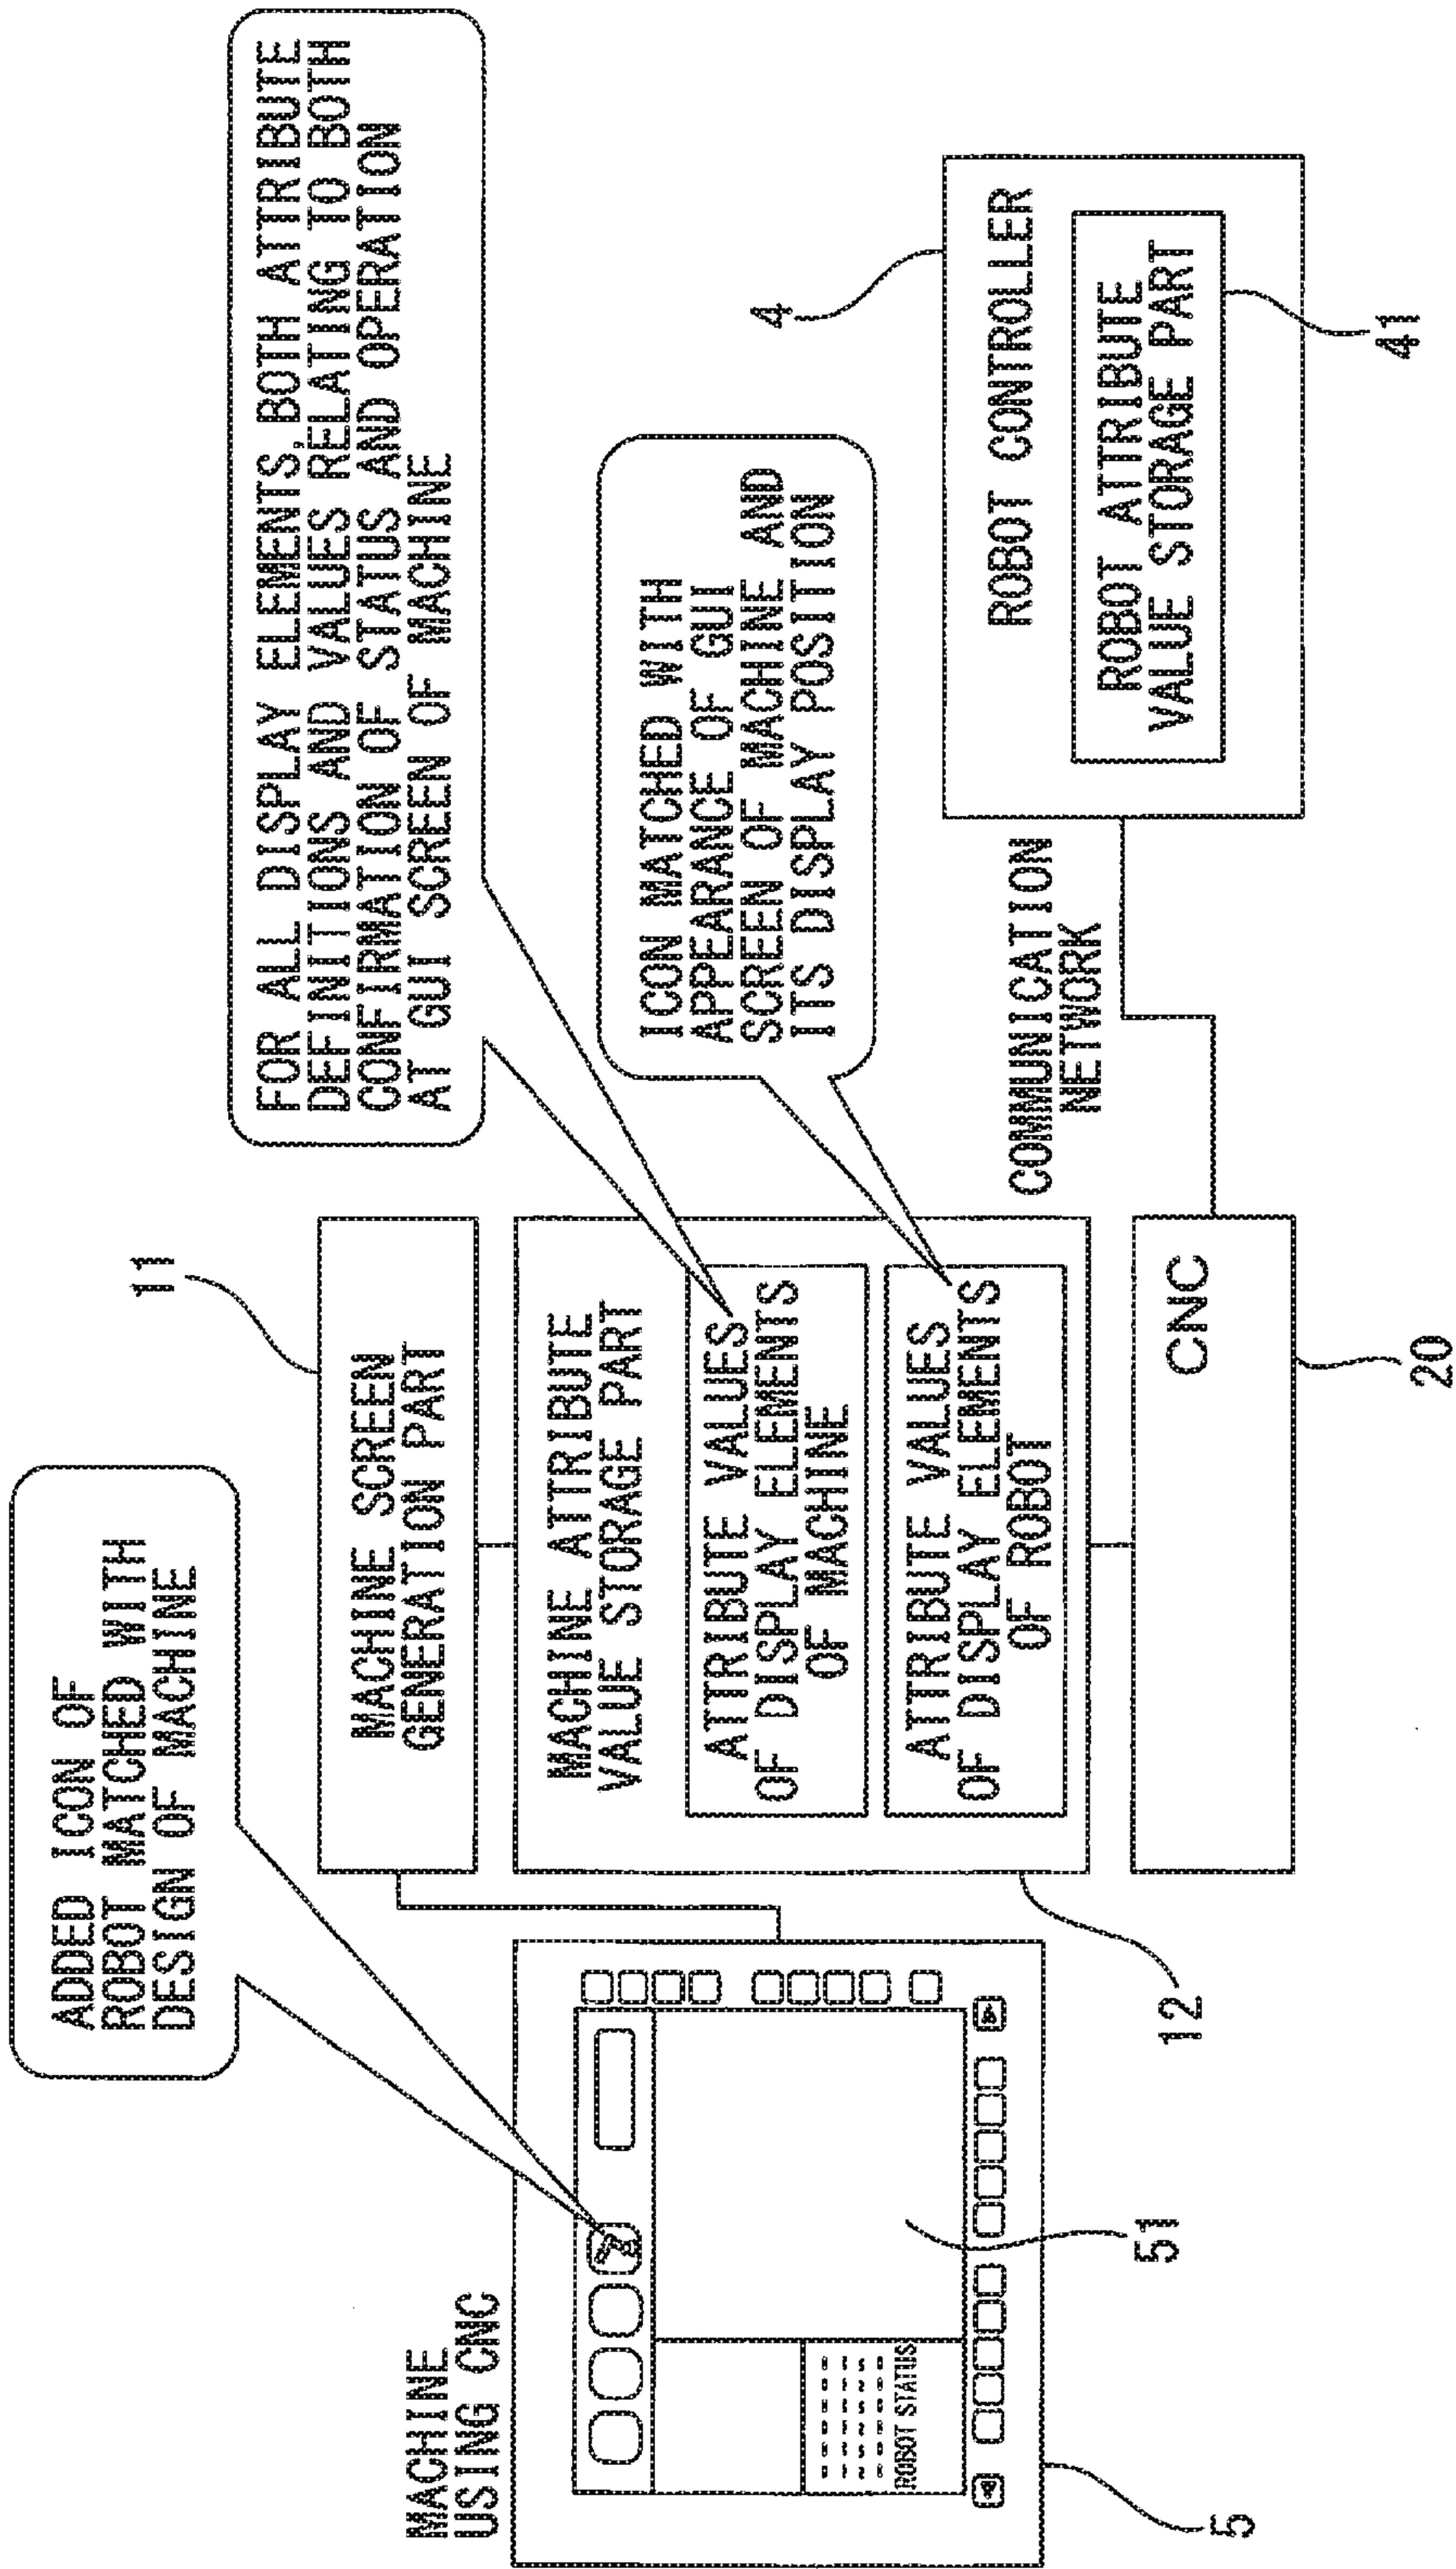 ADDED ICON OF
ROBOT MATCHED WITH
DESIGN OF MACHINE
FOR ALL DISPLAY ELEMENTS, BOTH ATTRIBUTE
DEFINITIONS AND VALUES RELATING TO BOTH
CONFIRMATION OF STATUS AND OPERATION
AT GUI SCREEN OF MACHINE
11
MACHINE SCREEN
GENERATION PART
MACHINE
USING CNC
MACHINE ATTRIBUTE
VALUE STORAGE PART
ATTRIBUTE VALUES
OF DISPLAY ELEMENTS
OF MACHINE
ATTRIBUTE VALUES
OF DISPLAY ELEMENTS
OF ROBOT
ICON MATCHED WITH
APPEARANCE OF GUI
SCREEN OF MACHINE AND
ITS DISPLAY POSITION
4
ROBOT CONTROLLER
ROBOT ATTRIBUTE
VALUE STORAGE PART
41
COMMUNICATION
NETWORK
ROBOT STATUS
CNC
51
12
5
20